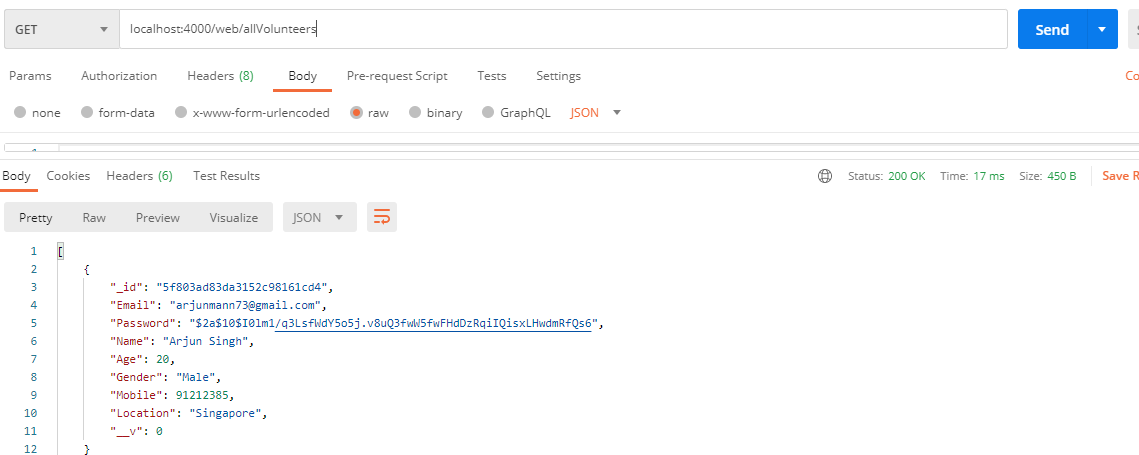 GET localhost:4000/web/allVolunteers Send
Params Authorization Headers (8) Body Pre-request Script Tests Settings Co
none form-data x-www-form-urlencoded raw binary GraphQL JSON
Body Cookies Headers (6) Test Results Status: 200 OK Time: 17 ms Size: 450 B Save R
Pretty Raw Preview Visualize JSON
1 [
2 {
3 "_id": "5f803ad83da3152c98161cd4",
4 "Email": "arjunmann73@gmail.com",
5 "Password": "$2a$10$I0lm1/q3LsfWdY5o5j.v8uQ3fwW5fwFHdDzRqiIQisxLHwdmRfQs6",
6 "Name": "Arjun Singh",
7 "Age": 20,
8 "Gender": "Male",
9 "Mobile": 91212385,
10 "Location": "Singapore",
11 "__v": 0
12 }